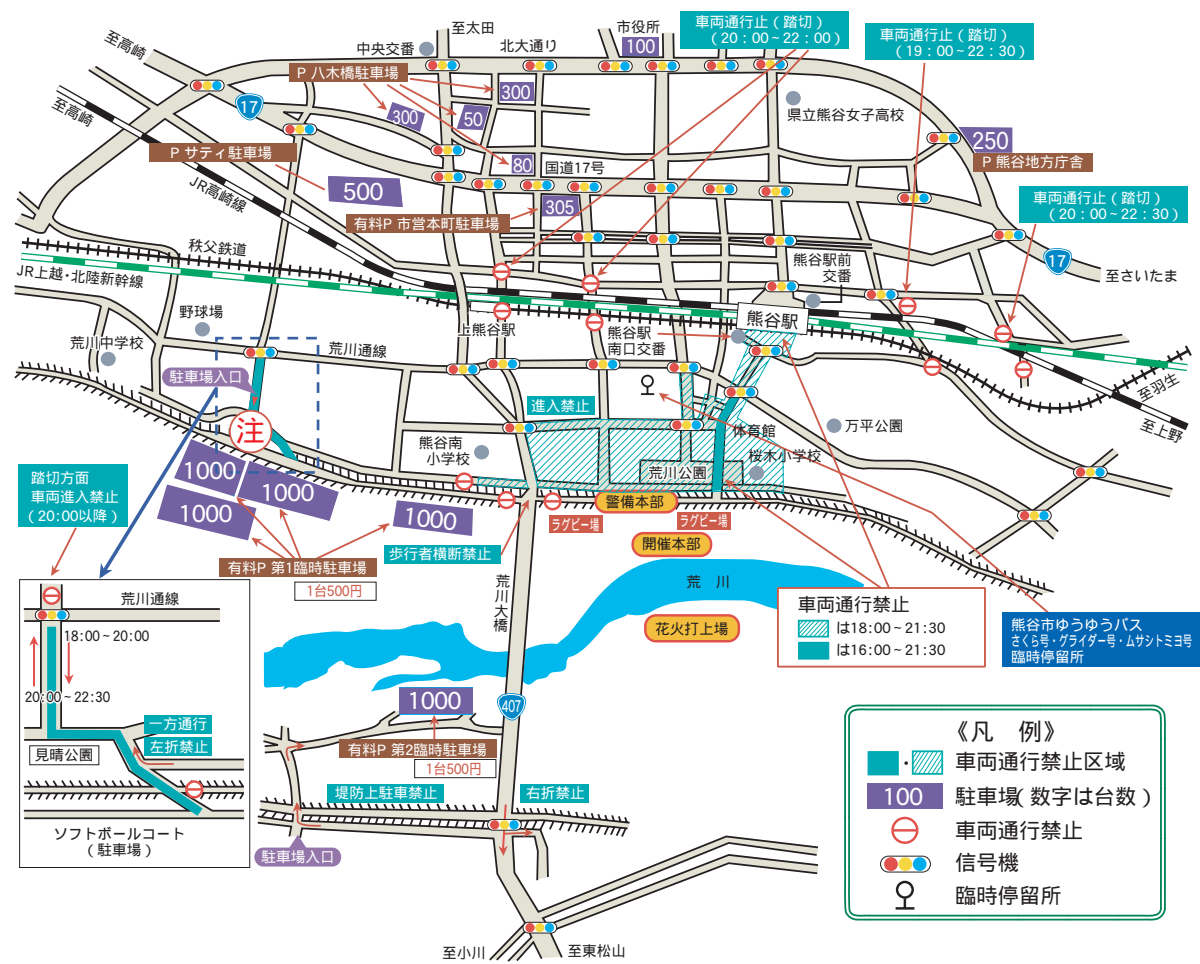 至太田
市役所
100
車両通行止(踏切)
(20:00~22:00)
車両通行止(踏切)
(19:00~22:30)
至高崎
中央交番
北大通り
P 八木橋駐車場
300
300
50
80
17
至高崎
県立熊谷女子高校
250
P 熊谷地方庁舎
P サティ駐車場
500
国道17号
JR高崎線
有料P 市営本町駐車場
305
車両通行止(踏切)
(20:00~22:30)
秩父鉄道
JR上越・北陸新幹線
熊谷駅前
交番
17
至さいたま
野球場
荒川中学校
上熊谷駅
熊谷駅
南口交番
熊谷駅
荒川通線
駐車場入口
注
進入禁止
至羽生
至上野
体育館
万平公園
熊谷南
小学校
荒川公園
桜木小学校
踏切方面
車両進入禁止
(20:00以降)
1000
1000
1000
1000
警備本部
ラグビー場
ラグビー場
歩行者横断禁止
開催本部
有料P 第1臨時駐車場
1台500円
荒川大橋
荒 川
花火打上場
車両通行禁止
は18:00~21:30
は16:00~21:30
熊谷市ゆうゆうバス
さくら号・グライダー号・ムサシトミヨ号
臨時停留所
荒川通線
18:00~20:00
20:00~22:30
一方通行
左折禁止
見晴公園
ソフトボールコート
(駐車場)
1000
407
有料P 第2臨時駐車場
1台500円
堤防上駐車禁止
右折禁止
駐車場入口
至小川
至東松山
《凡 例》
・
車両通行禁止区域
100
駐車場(数字は台数)
車両通行禁止
信号機
臨時停留所